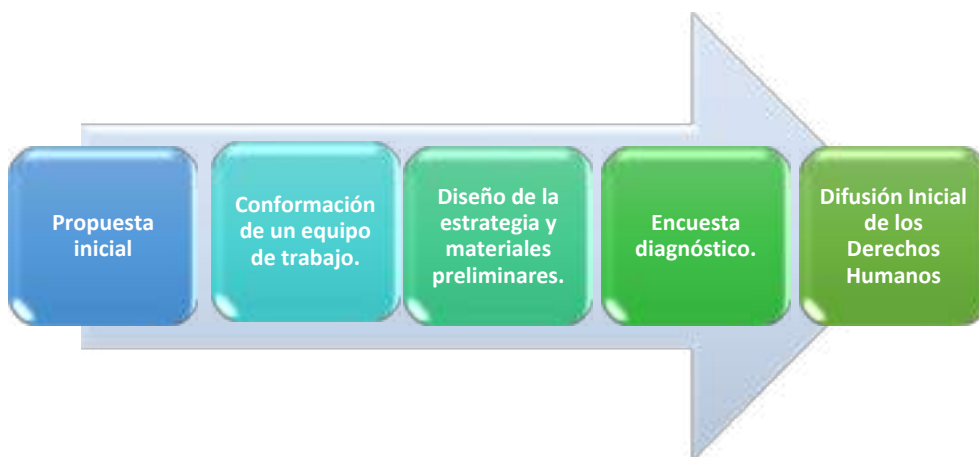 Propuesta
inicial
Conformación
de un equipo
de trabajo.
Diseño de la
estrategia y
materiales
preliminares.
Encuesta
diagnóstico.
Difusión Inicial
de los
Derechos
Humanos